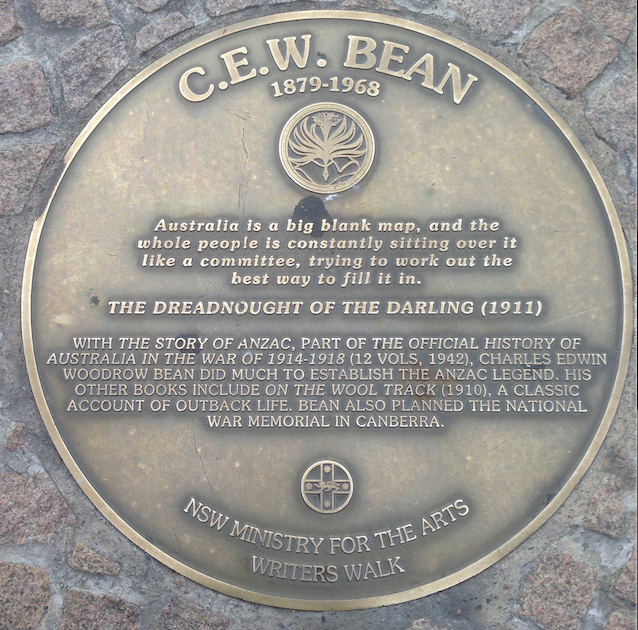 C.E.W. BEAN
1879-1968
Australia is a big blank map, and the
whole people is constantly sitting over it
like a committee, trying to work out the
best way to fill it in.
THE DREADNOUGHT OF THE DARLING (1911)
WITH THE STORY OF ANZAC, PART OF THE OFFICIAL HISTORY OF
AUSTRALIA IN THE WAR OF 1914-1918 (12 VOLS, 1942), CHARLES EDWIN
WOODROW BEAN DID MUCH TO ESTABLISH THE ANZAC LEGEND. HIS
OTHER BOOKS INCLUDE ON THE WOOL TRACK (1910), A CLASSIC
ACCOUNT OF OUTBACK LIFE. BEAN ALSO PLANNED THE NATIONAL
WAR MEMORIAL IN CANBERRA.
NSW MINISTRY FOR THE ARTS
WRITERS WALK